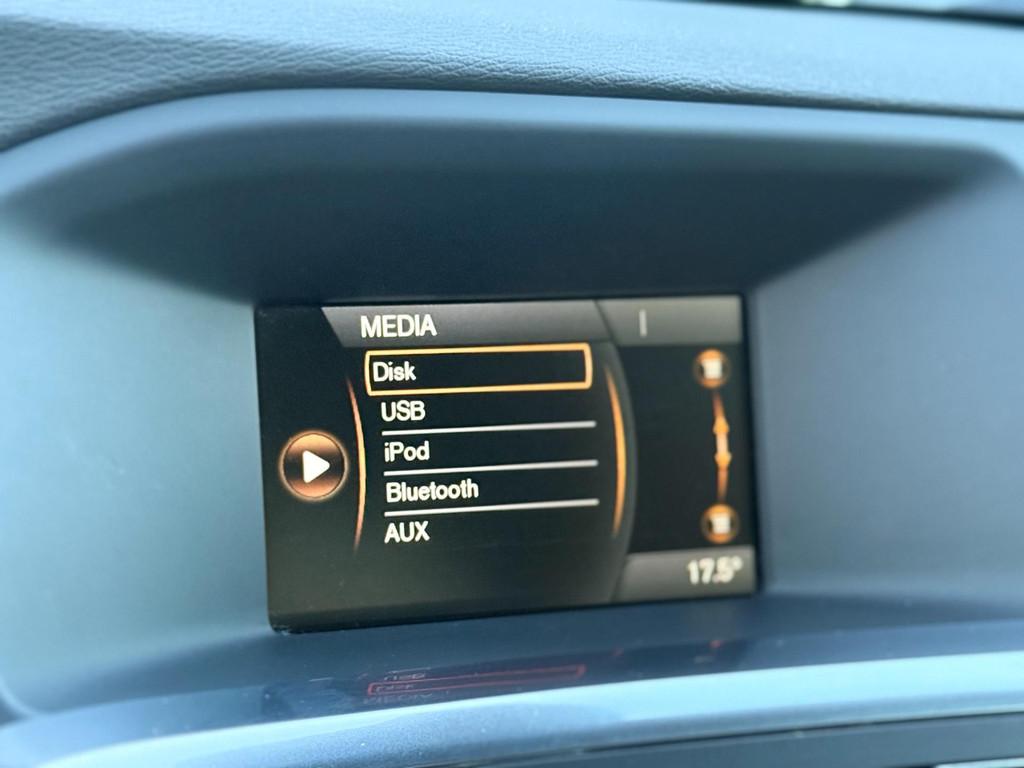 MEDIA
Disk
USB
iPod
Bluetooth
AUX
17.5°